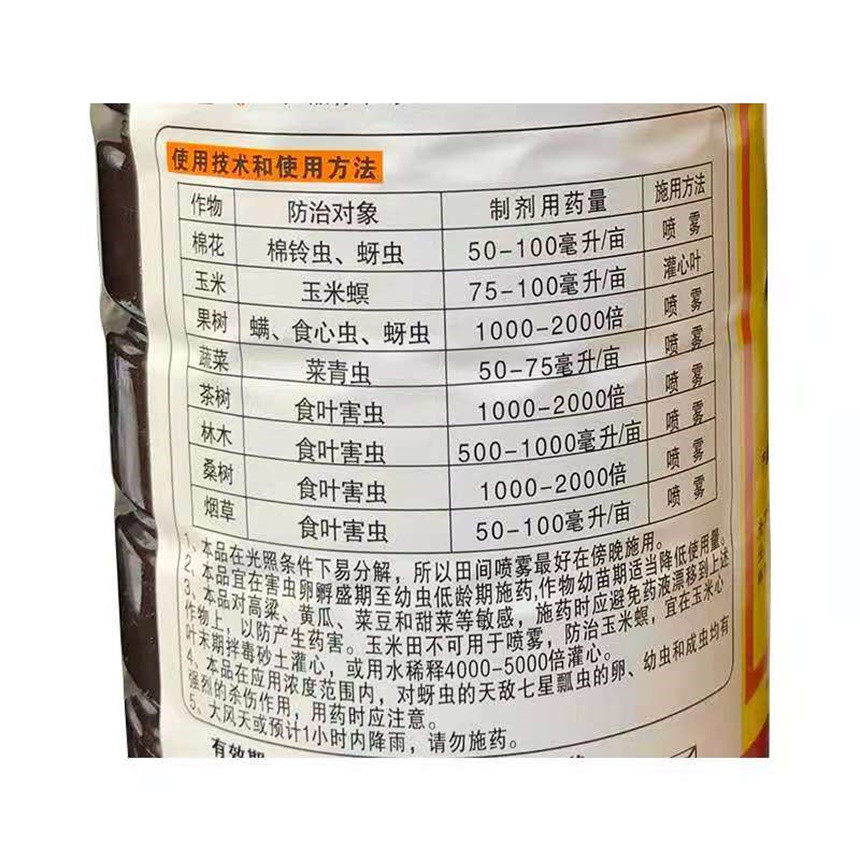 使用技术和使用方法
作物 防治对象 制剂用药量 施用方法
棉花 棉铃虫、蚜虫 50-100毫升/亩 喷雾
玉米 玉米螟 75-100毫升/亩 灌心叶
果树 螨、食心虫、蚜虫 1000-2000倍 喷雾
蔬菜 菜青虫 50-75毫升/亩 喷雾
茶树 食叶害虫 1000-2000倍 喷雾
林木 食叶害虫 500-1000毫升/亩 喷雾
桑树 食叶害虫 1000-2000倍 喷雾
烟草 食叶害虫 50-100毫升/亩 喷雾
1、本品在光照条件下易分解，所以田间喷雾最好在傍晚施用。
2、本品宜在害虫卵孵盛期至幼虫低龄期施药,作物幼苗期适当降低使用量。
3、本品对高粱、黄瓜、菜豆和甜菜等敏感，施药时应避免药液漂移到上述
作物上，以防产生药害。玉米田不可用于喷雾，防治玉米螟，宜在玉米心
叶末期拌毒砂土灌心，或用水稀释4000-5000倍灌心。
4、本品在应用浓度范围内，对蚜虫的天敌七星瓢虫的卵、幼虫和成虫均有
强烈的杀伤作用，用药时应注意。
5、大风天或预计1小时内降雨，请勿施药。
有效期